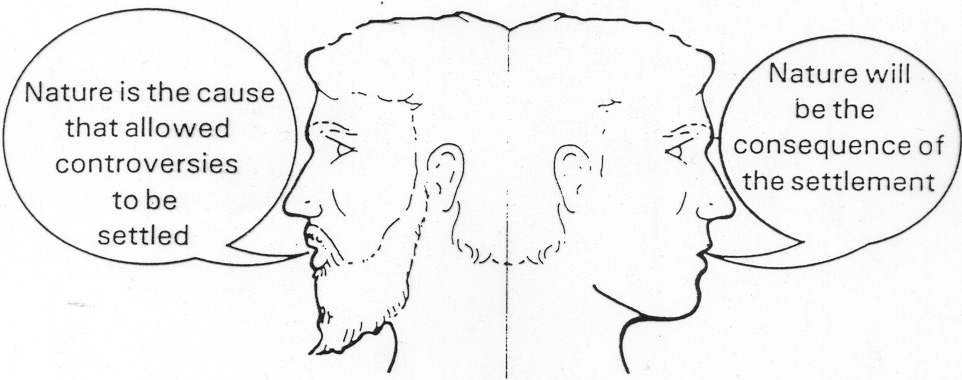 Nature is the cause
that allowed
controversies
to be
settled
Nature will
be the
consequence of
the settlement